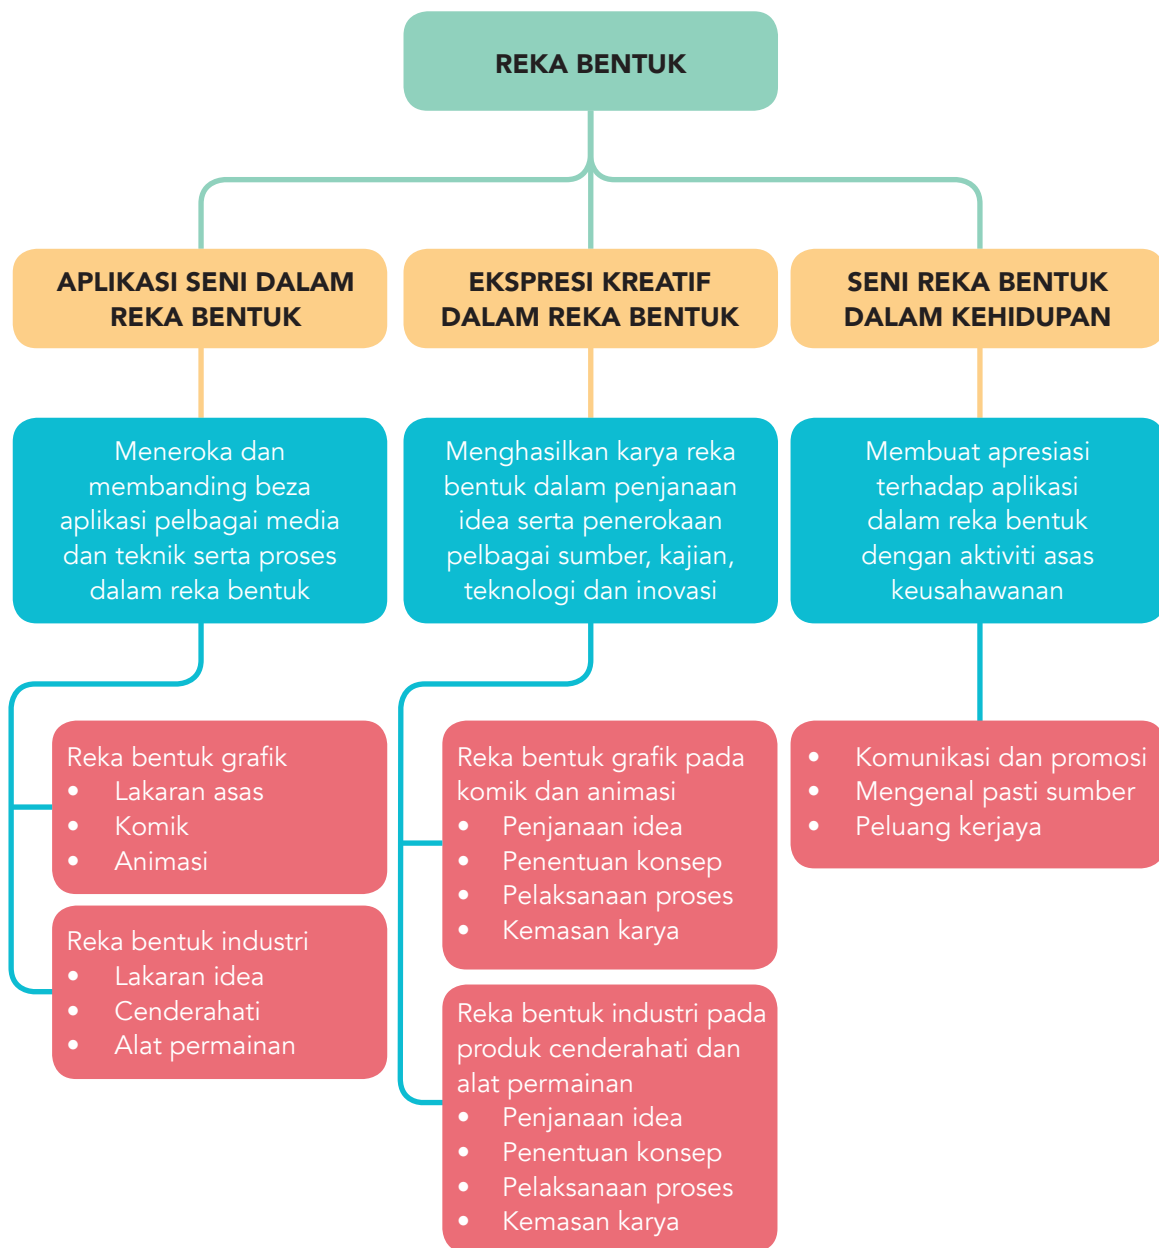 REKA BENTUK
APLIKASI SENI DALAM
REKA BENTUK
EKSPRESI KREATIF
DALAM REKA BENTUK
SENI REKA BENTUK
DALAM KEHIDUPAN
Meneroka dan
membanding beza
aplikasi pelbagai media
dan teknik serta proses
dalam reka bentuk
Menghasilkan karya reka
bentuk dalam penjanaan
idea serta penerokaan
pelbagai sumber, kajian,
teknologi dan inovasi
Membuat apresiasi
terhadap aplikasi
dalam reka bentuk
dengan aktiviti asas
keusahawanan
Reka bentuk grafik
• Lakaran asas
• Komik
• Animasi
Reka bentuk industri
• Lakaran idea
• Cenderahati
• Alat permainan
Reka bentuk grafik pada
komik dan animasi
• Penjanaan idea
• Penentuan konsep
• Pelaksanaan proses
• Kemasan karya
Reka bentuk industri pada
produk cenderahati dan
alat permainan
• Penjanaan idea
• Penentuan konsep
• Pelaksanaan proses
• Kemasan karya
• Komunikasi dan promosi
• Mengenal pasti sumber
• Peluang kerjaya